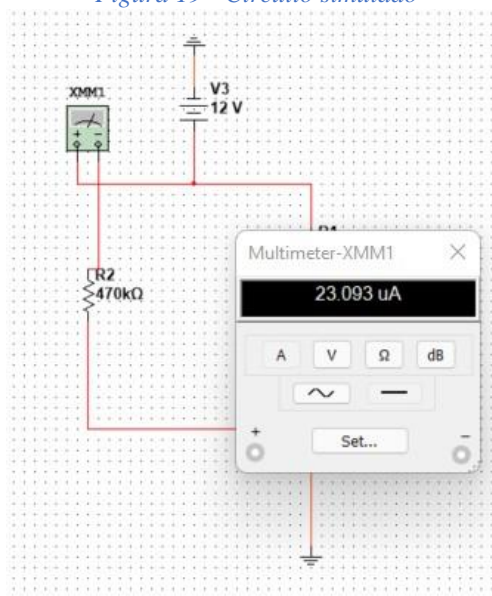 Figura 19 - Circuito simulado
XMM1
V3
12 V
R1
R2
470kΩ
Multimeter-XMM1
23.093 uA
A V Ω dB
Set...